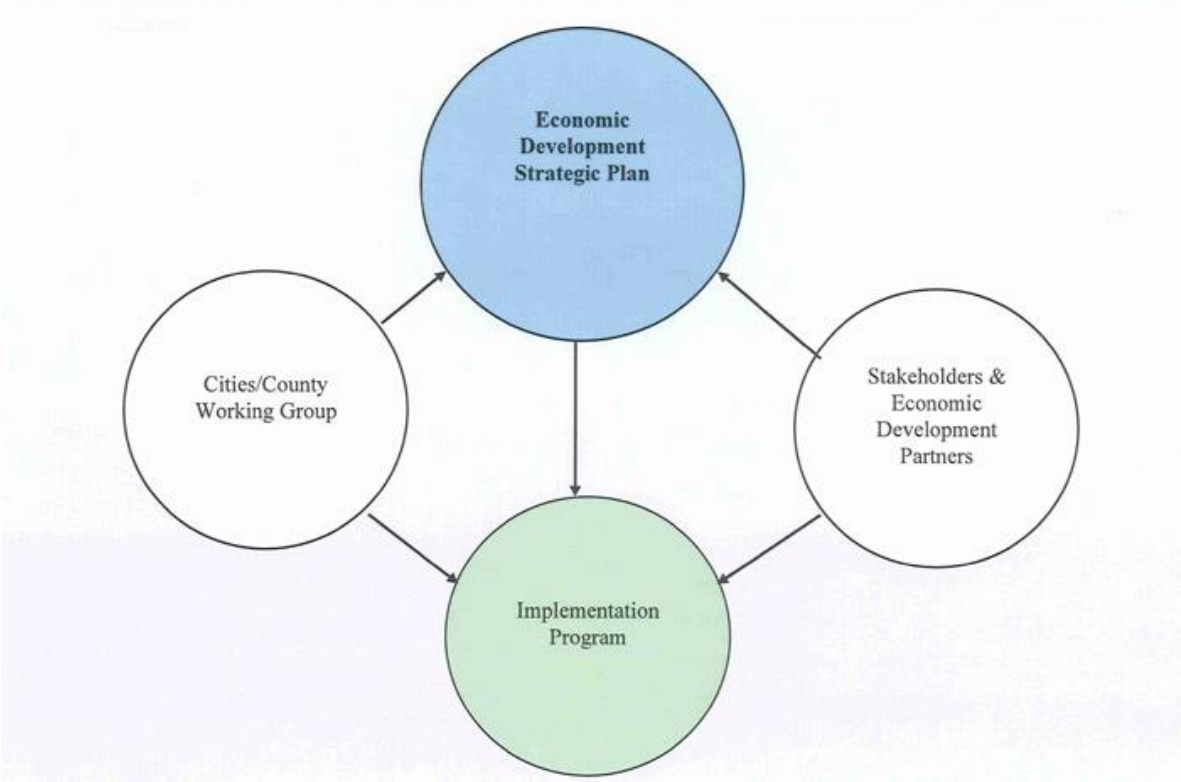 Economic
Development
Strategic Plan
Cities/County
Working Group
Stakeholders &
Economic
Development
Partners
Implementation
Program